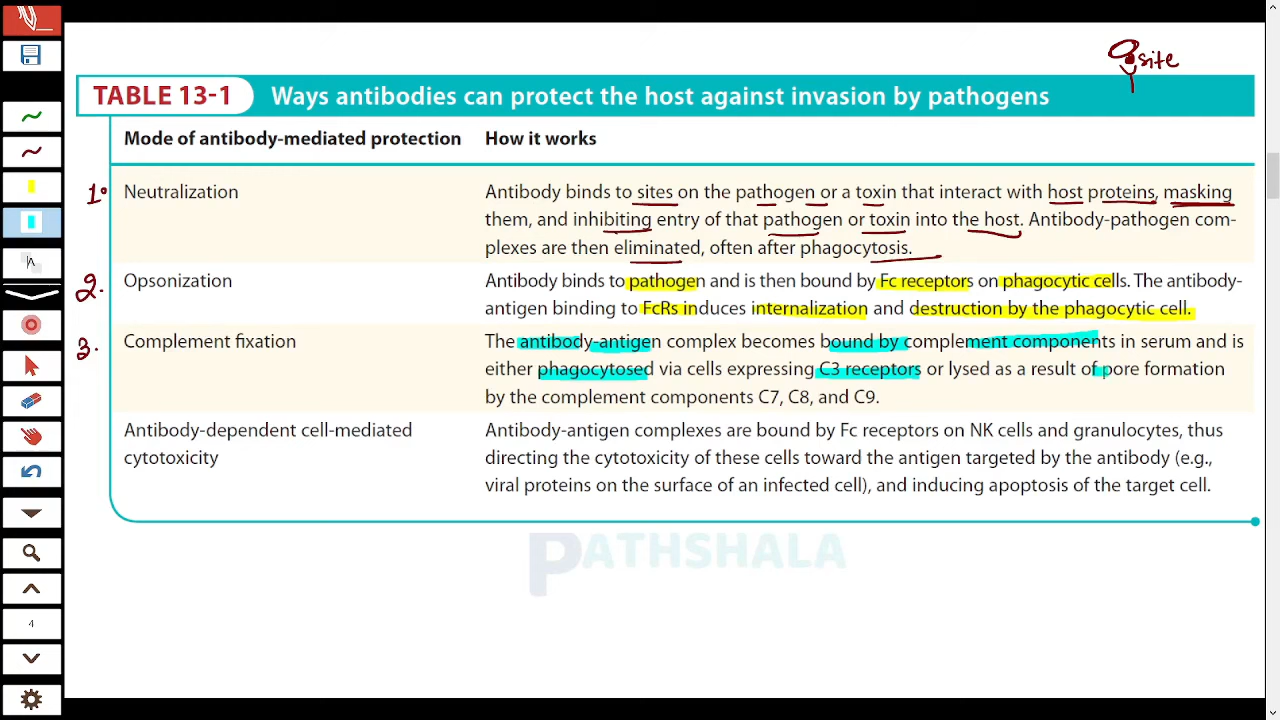 site
TABLE 13-1 Ways antibodies can protect the host against invasion by pathogens
Mode of antibody-mediated protection How it works
1° Neutralization Antibody binds to sites on the pathogen or a toxin that interact with host proteins, masking
them, and inhibiting entry of that pathogen or toxin into the host. Antibody-pathogen com-
plexes are then eliminated, often after phagocytosis.
2. Opsonization Antibody binds to pathogen and is then bound by Fc receptors on phagocytic cells. The antibody-
antigen binding to FcRs induces internalization and destruction by the phagocytic cell.
3. Complement fixation The antibody-antigen complex becomes bound by complement components in serum and is
either phagocytosed via cells expressing C3 receptors or lysed as a result of pore formation
by the complement components C7, C8, and C9.
Antibody-dependent cell-mediated Antibody-antigen complexes are bound by Fc receptors on NK cells and granulocytes, thus
cytotoxicity directing the cytotoxicity of these cells toward the antigen targeted by the antibody (e.g.,
viral proteins on the surface of an infected cell), and inducing apoptosis of the target cell.
PATHSHALA
4